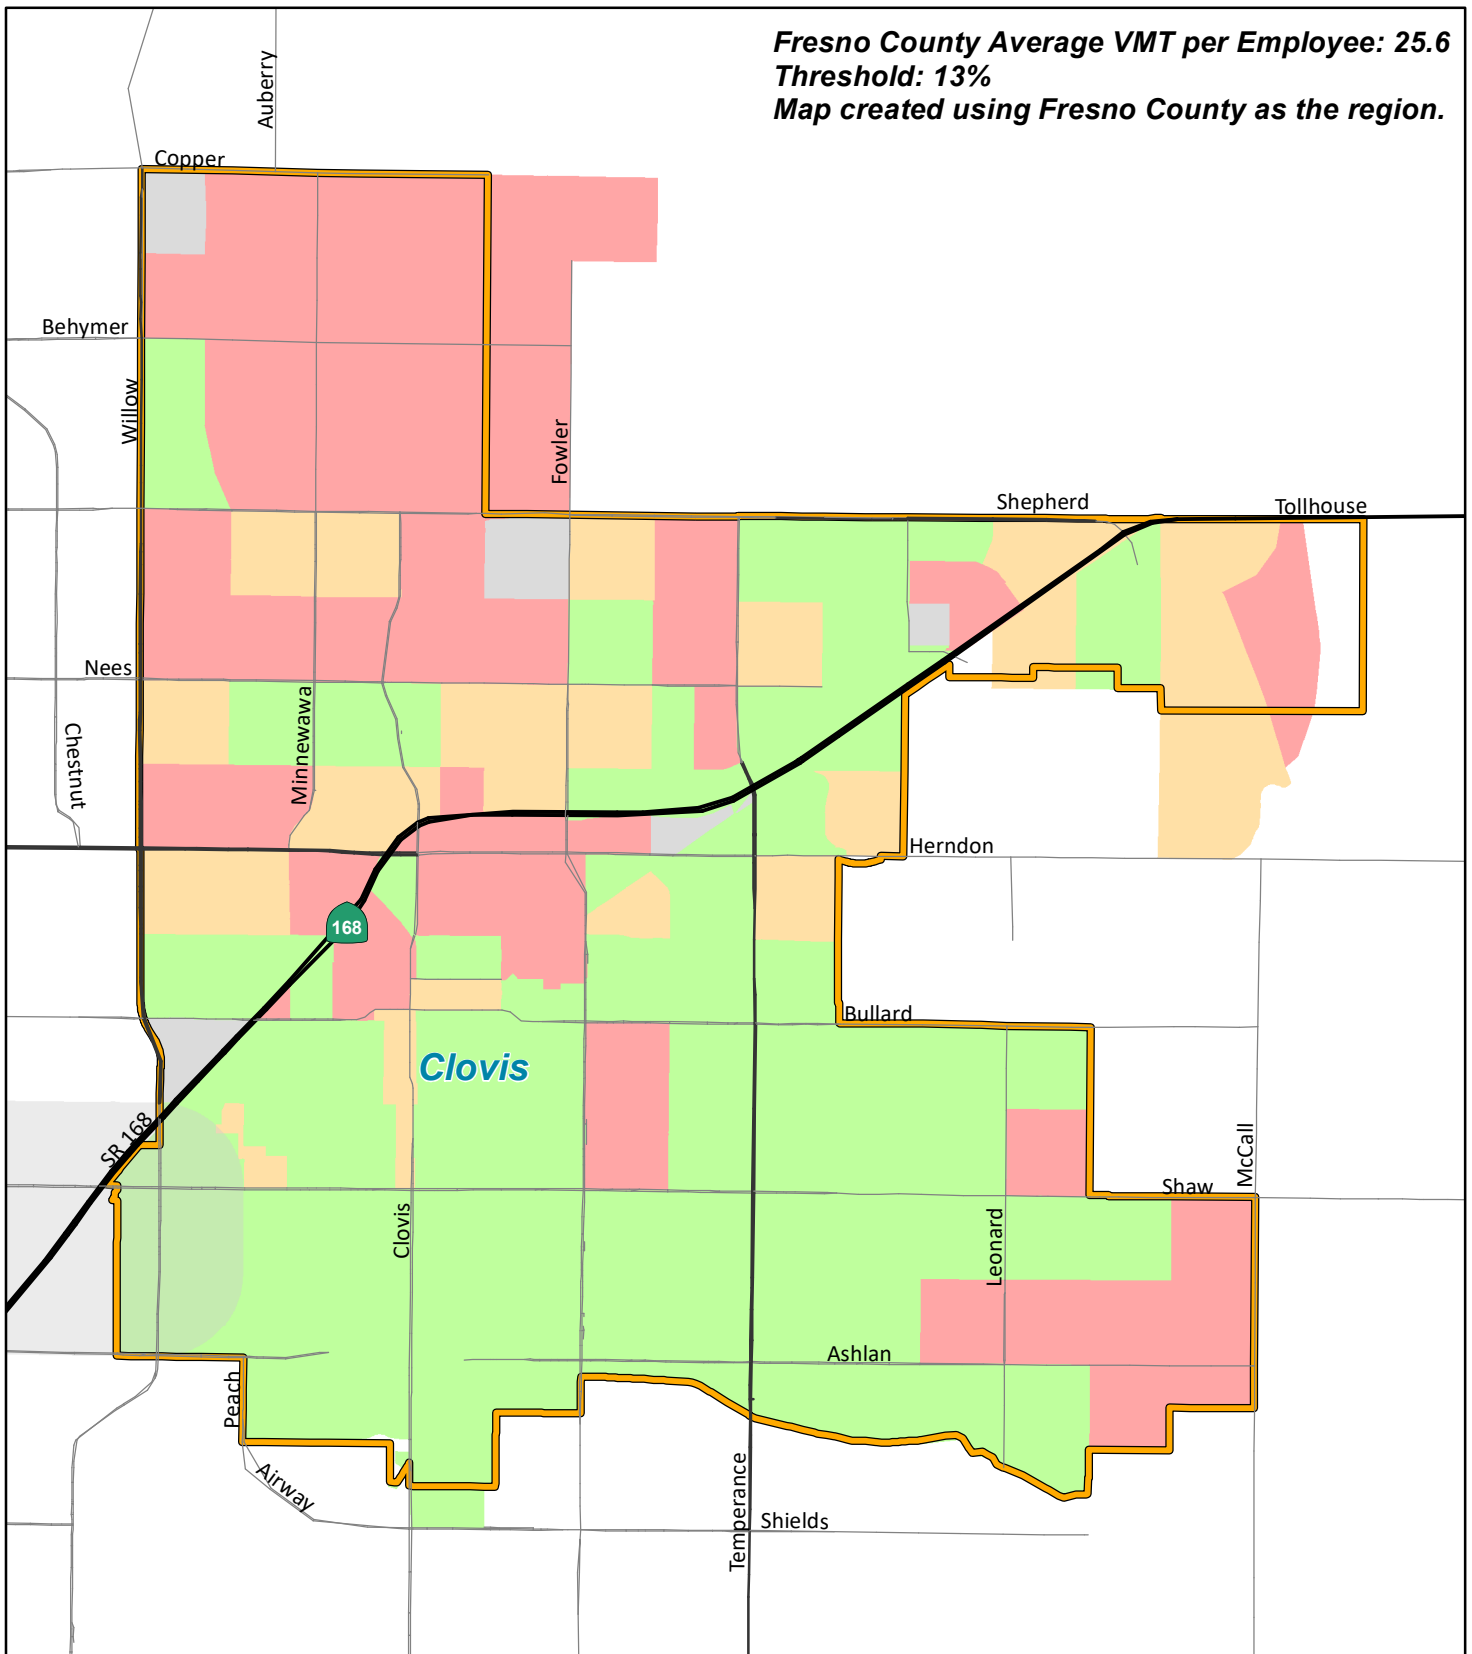 Fresno County Average VMT per Employee: 25.6
Threshold: 13%
Map created using Fresno County as the region.
Auberry
Copper
Behymer
Willow
Fowler
Shepherd
Tollhouse
Nees
Minnewawa
Chestnut
Herndon
168
Bullard
Clovis
SR 168
McCall
Shaw
Clovis
Leonard
Ashlan
Peach
Airway
Temperance
Shields